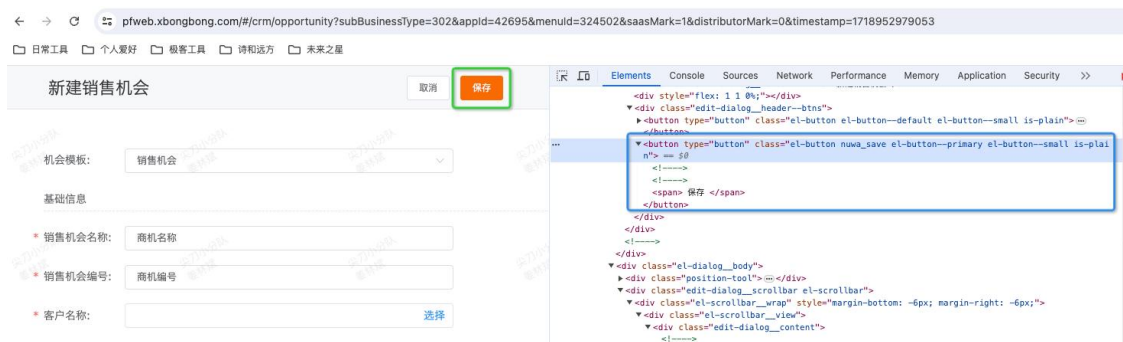 pfweb.xbongbong.com/#/crm/opportunity?subBusinessType=302&appId=42695&menuId=324502&saasMark=1&distributorMark=0&timestamp=1718952979053
日常工具 个人爱好 极客工具 诗和远方 未来之星
新建销售机会 取消 保存
机会模板: 销售机会
基础信息
* 销售机会名称: 商机名称
* 销售机会编号: 商机编号
* 客户名称: 选择
Elements Console Sources Network Performance Memory Application Security >>
<div style="flex: 1 1 0%;"></div>
▼<div class="edit-dialog__header--btns">
▶<button type="button" class="el-button el-button--default el-button--small is-plain">…
</button>
… ▼<button type="button" class="el-button nuwa_save el-button--primary el-button--small is-plai
n"> == $0
<!---->
<!---->
<span> 保存 </span>
</button>
</div>
</div>
<!---->
</div>
▼<div class="el-dialog__body">
▶<div class="position-tool">…</div>
▼<div class="edit-dialog__scrollbar el-scrollbar">
▼<div class="el-scrollbar__wrap" style="margin-bottom: -6px; margin-right: -6px;">
▼<div class="el-scrollbar__view">
▼<div class="edit-dialog__content">
<!---->